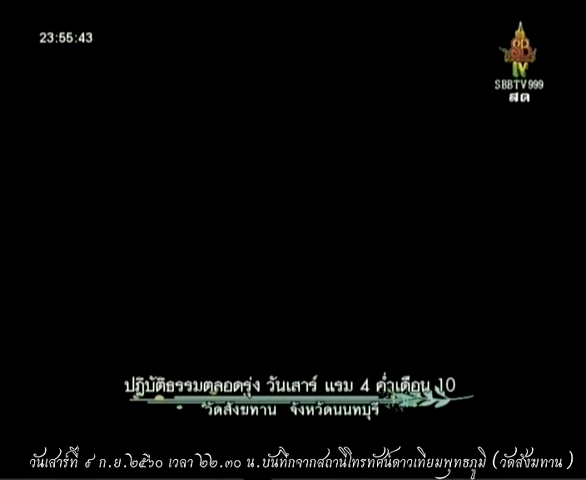 23:55:43
SBBTV999
สด
ปฏิบัติธรรมตลอดรุ่ง วันเสาร์ แรม 4 ค่ำเดือน 10
วัดสังฆทาน จังหวัดนนทบุรี
วันเสาร์ที่ ๙ ก.ย.๒๕๖๐ เวลา ๒๒.๓๐ น.บันทึกจากสถานีโทรทัศน์ดาวเทียมพุทธภูมิ ( วัดสังฆทาน )